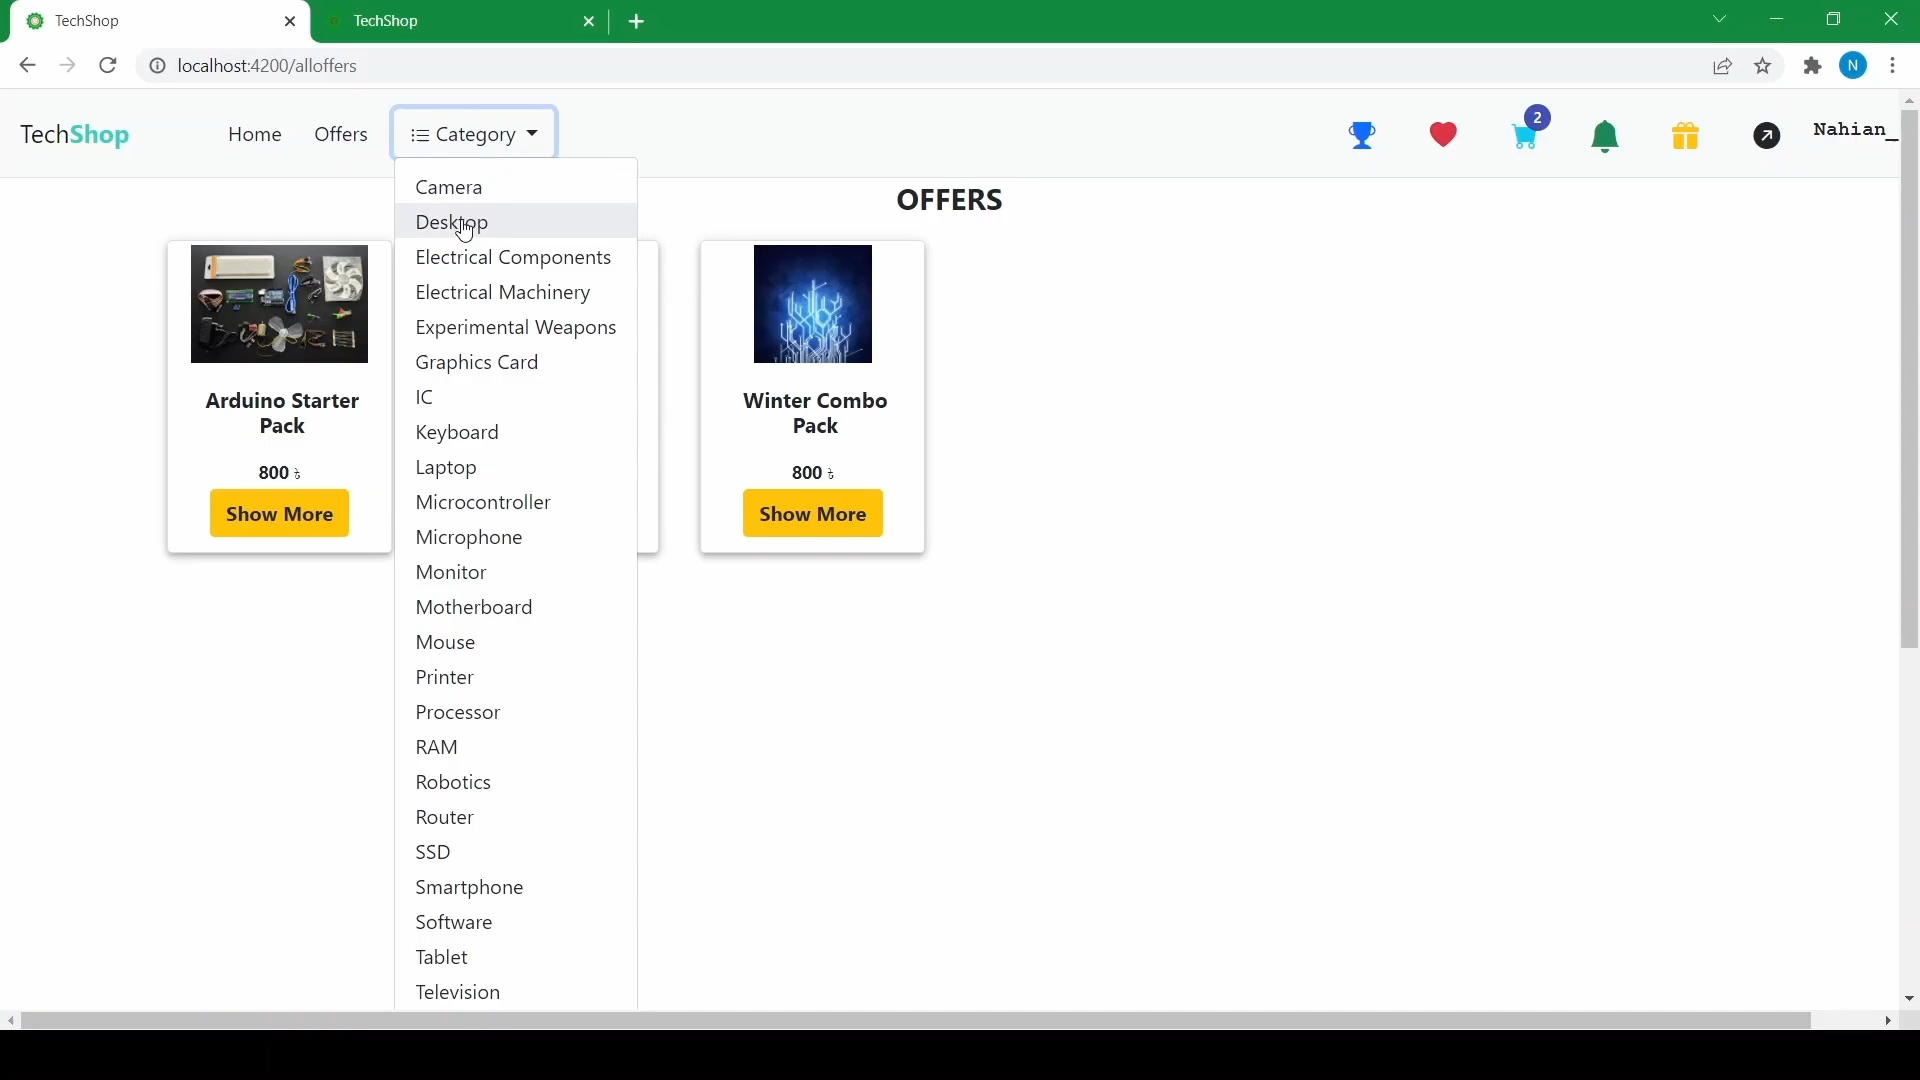 TechShop
TechShop
localhost:4200/alloffers
N
TechShop
Home
Offers
Category
2
Nahian_
OFFERS
Camera
Desktop
Electrical Components
Electrical Machinery
Experimental Weapons
Graphics Card
IC
Keyboard
Laptop
Microcontroller
Microphone
Monitor
Motherboard
Mouse
Printer
Processor
RAM
Robotics
Router
SSD
Smartphone
Software
Tablet
Television
Arduino Starter
Pack
800 ৳
Show More
Winter Combo
Pack
800 ৳
Show More